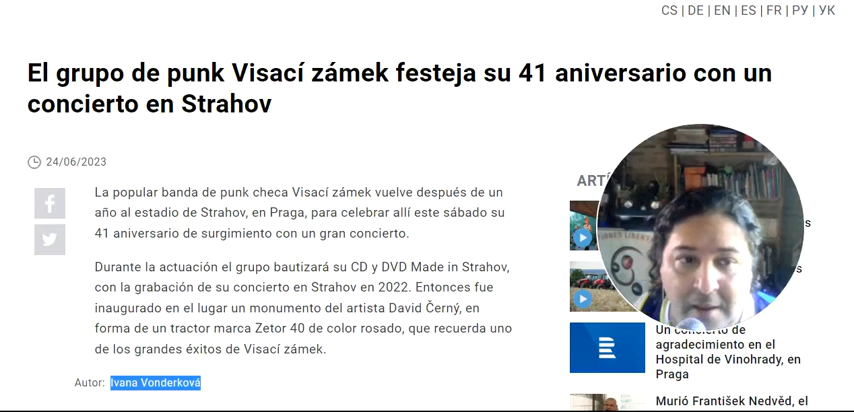 CS | DE | EN | ES | FR | РУ | УК
El grupo de punk Visací zámek festeja su 41 aniversario con un
concierto en Strahov
24/06/2023
La popular banda de punk checa Visací zámek vuelve después de un
año al estadio de Strahov, en Praga, para celebrar allí este sábado su
41 aniversario de surgimiento con un gran concierto.
Durante la actuación el grupo bautizará su CD y DVD Made in Strahov,
con la grabación de su concierto en Strahov en 2022. Entonces fue
inaugurado en el lugar un monumento del artista David Černý, en
forma de un tractor marca Zetor 40 de color rosado, que recuerda uno
de los grandes éxitos de Visací zámek.
Autor: Ivana Vonderková
ARTÍ
Un concierto de
agradecimiento en el
Hospital de Vinohrady, en
Praga
Murió František Nedvěd, el